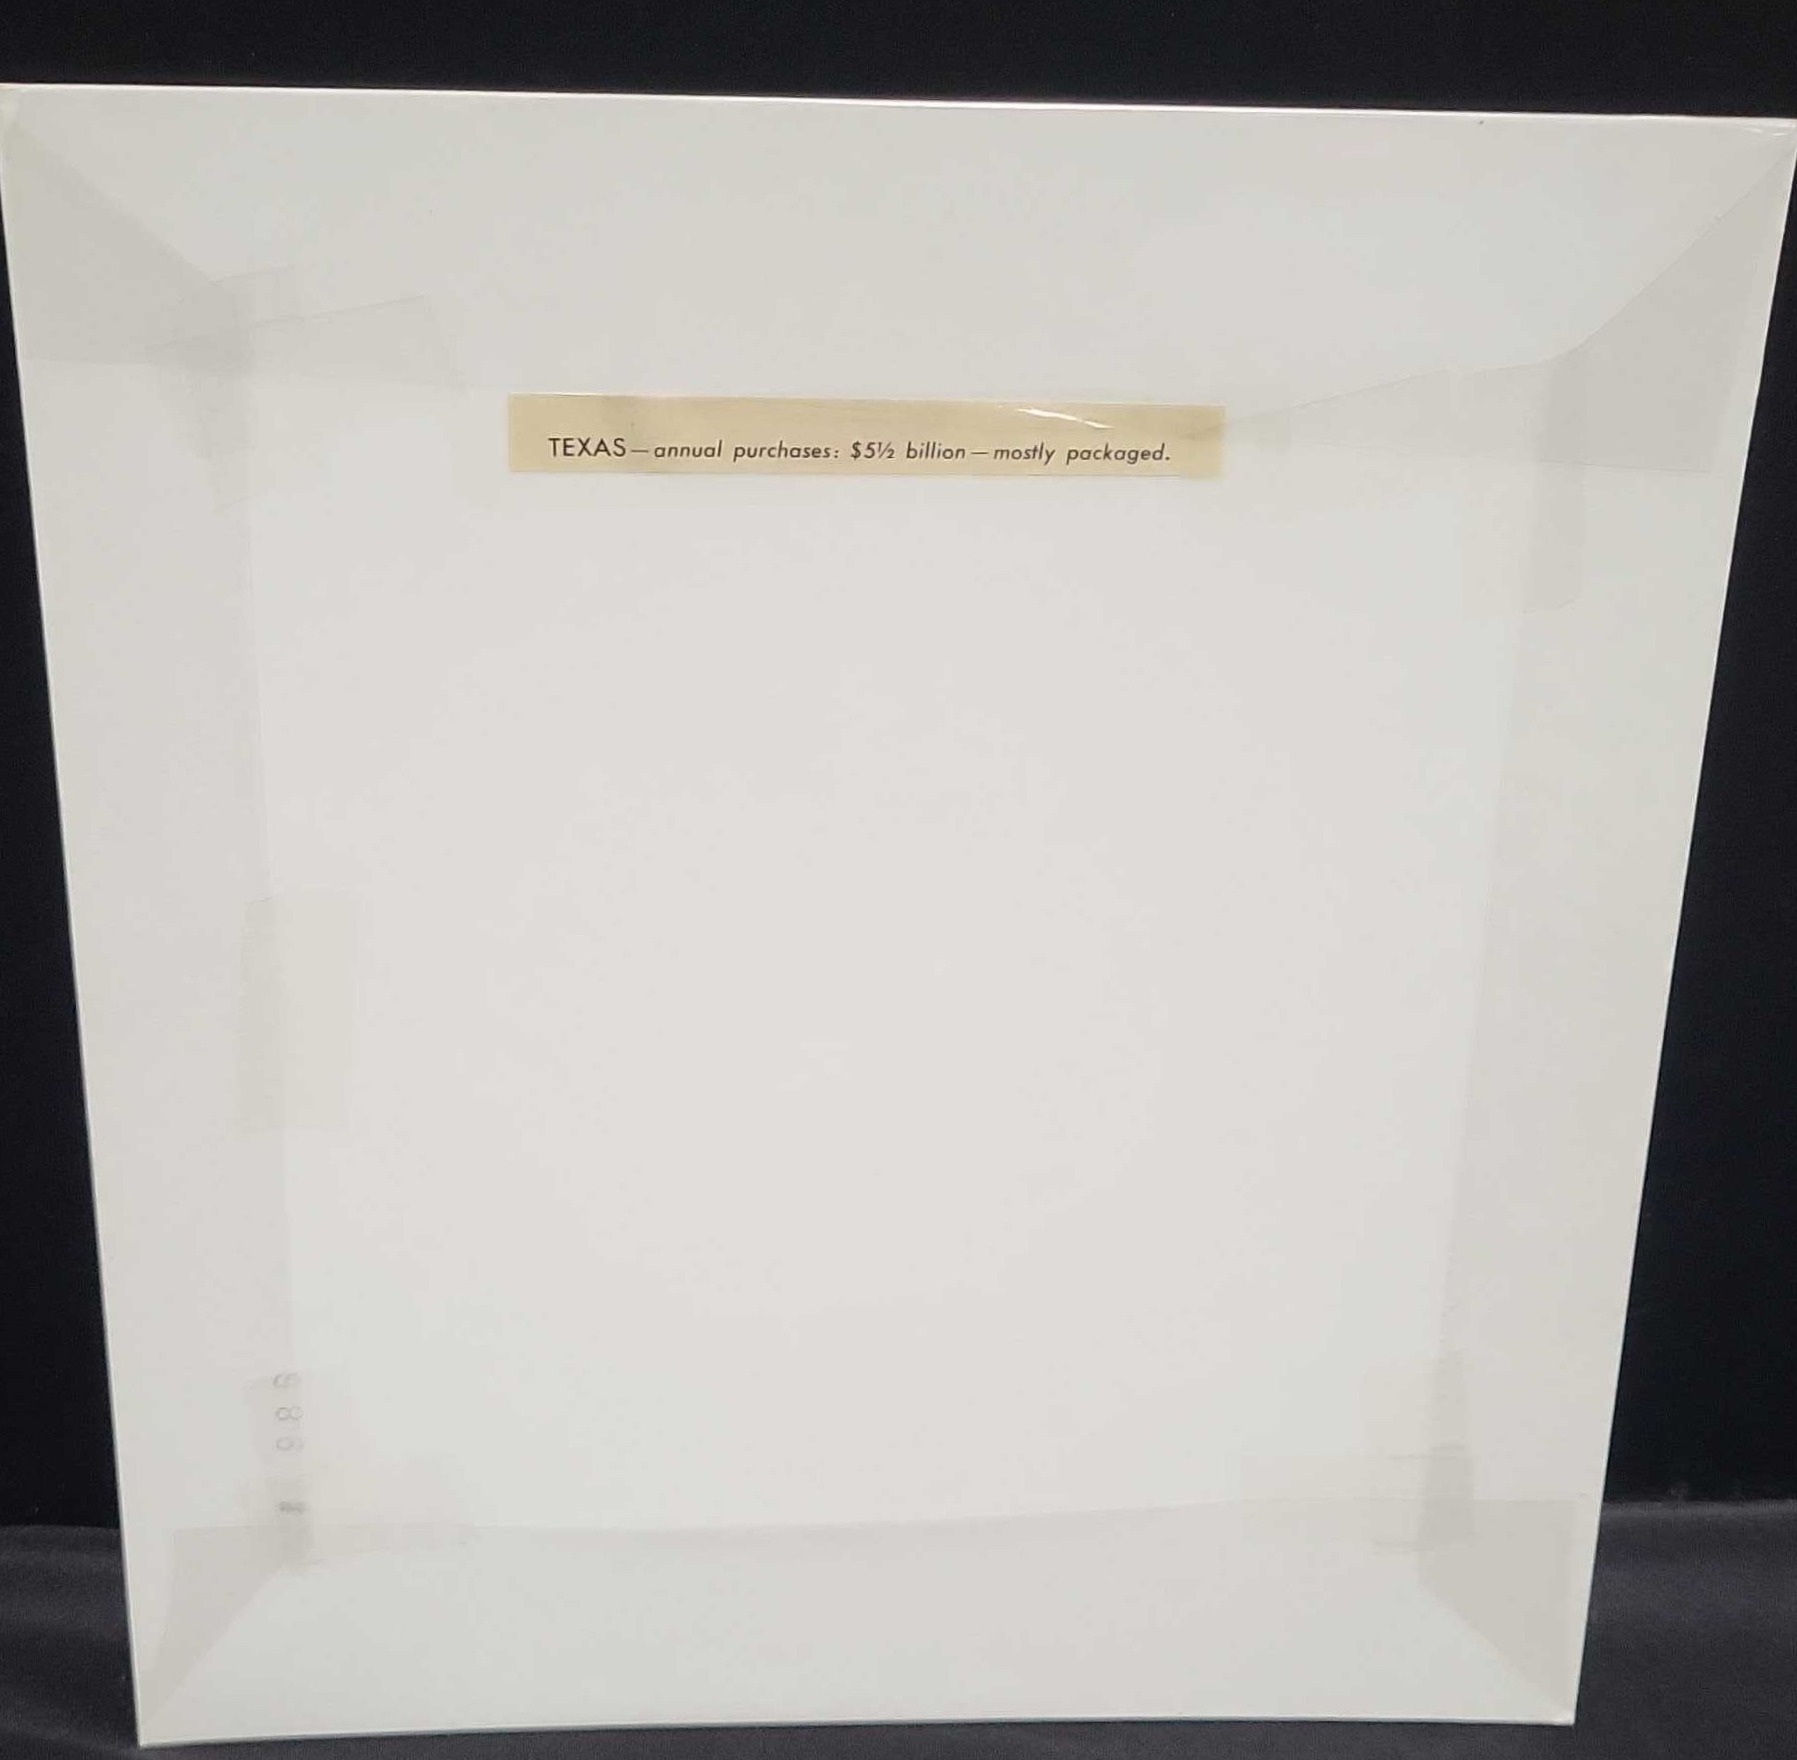 TEXAS—annual purchases: $5½ billion—mostly packaged.